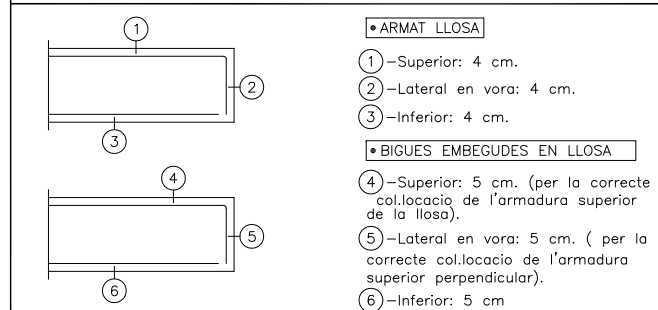 1
2
3
4
5
6
• ARMAT LLOSA
1 -Superior: 4 cm.
2 -Lateral en vora: 4 cm.
3 -Inferior: 4 cm.
• BIGUES EMBEGUDES EN LLOSA
4 -Superior: 5 cm. (per la correcte
col.locacio de l'armadura superior
de la llosa).
5 -Lateral en vora: 5 cm. ( per la
correcte col.locacio de l'armadura
superior perpendicular).
6 -Inferior: 5 cm